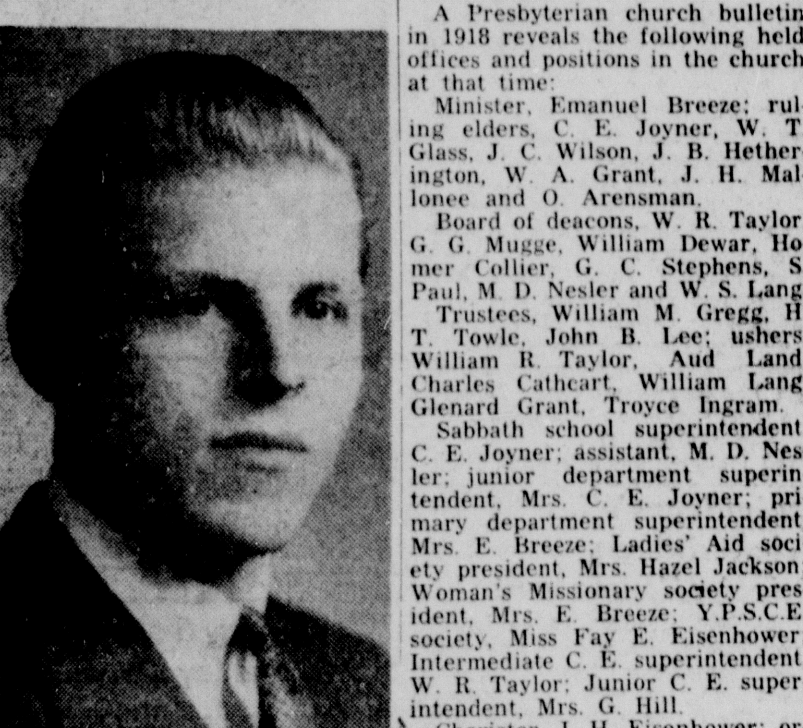 A Presbyterian church bulletin
in 1918 reveals the following held
offices and positions in the church
at that time:
Minister, Emanuel Breeze; rul
ing elders, C. E. Joyner, W. T
Glass, J. C. Wilson, J. B. Hether
ington, W. A. Grant, J. H. Mal
lonee and O. Arensman.
Board of deacons, W. R. Taylor
G. G. Mugge, William Dewar, Ho
mer Collier, G. C. Stephens, S
Paul, M. D. Nesler and W. S. Lang
Trustees, William M. Gregg, H
T. Towle, John B. Lee; ushers
William R. Taylor, Aud Land
Charles Cathcart, William Lang
Glenard Grant, Troyce Ingram.
Sabbath school superintendent
C. E. Joyner; assistant, M. D. Nes
ler; junior department superin
tendent, Mrs. C. E. Joyner; pri
mary department superintendent
Mrs. E. Breeze; Ladies' Aid soci
ety president, Mrs. Hazel Jackson
Woman's Missionary society pres
ident, Mrs. E. Breeze; Y.P.S.C.E
society, Miss Fay E. Eisenhower
Intermediate C. E. superintendent
W. R. Taylor; Junior C. E. super
intendent, Mrs. G. Hill.
Chorister, J. H. Eisenhower; or